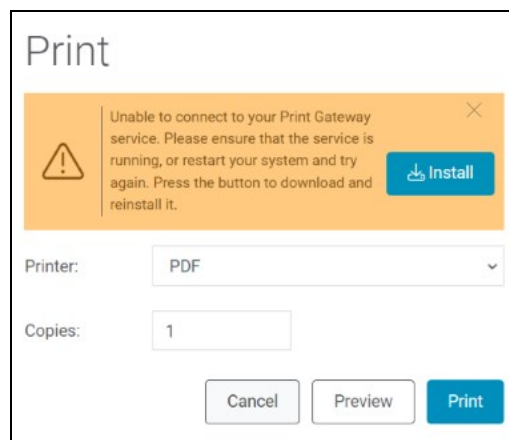 Print
Unable to connect to your Print Gateway
service. Please ensure that the service is
running, or restart your system and try
again. Press the button to download and
reinstall it.
Install
Printer:
PDF
Copies:
1
Cancel
Preview
Print